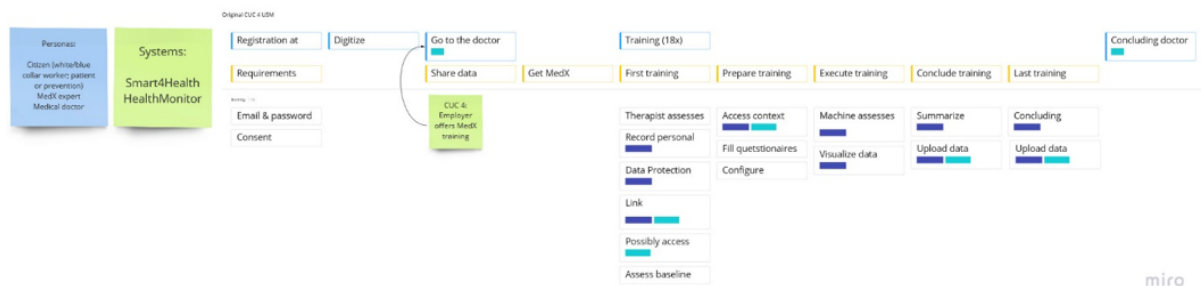 Original CUC 4 USM
Personas:
Citizen (white/blue
collar worker; patient
or prevention)
MedX expert
Medical doctor
Systems:
Smart4Health
HealthMonitor
Registration at
Digitize
Go to the doctor
Training (18x)
Concluding doctor
Requirements
Share data
Get MedX
First training
Prepare training
Execute training
Conclude training
Last training
CUC 4:
Employer
offers MedX
training
Email & password
Consent
Therapist assesses
Record personal
Data Protection
Link
Possibly access
Assess baseline
Access context
Fill quetstionaires
Configure
Machine assesses
Visualize data
Summarize
Upload data
Concluding
Upload data
miro